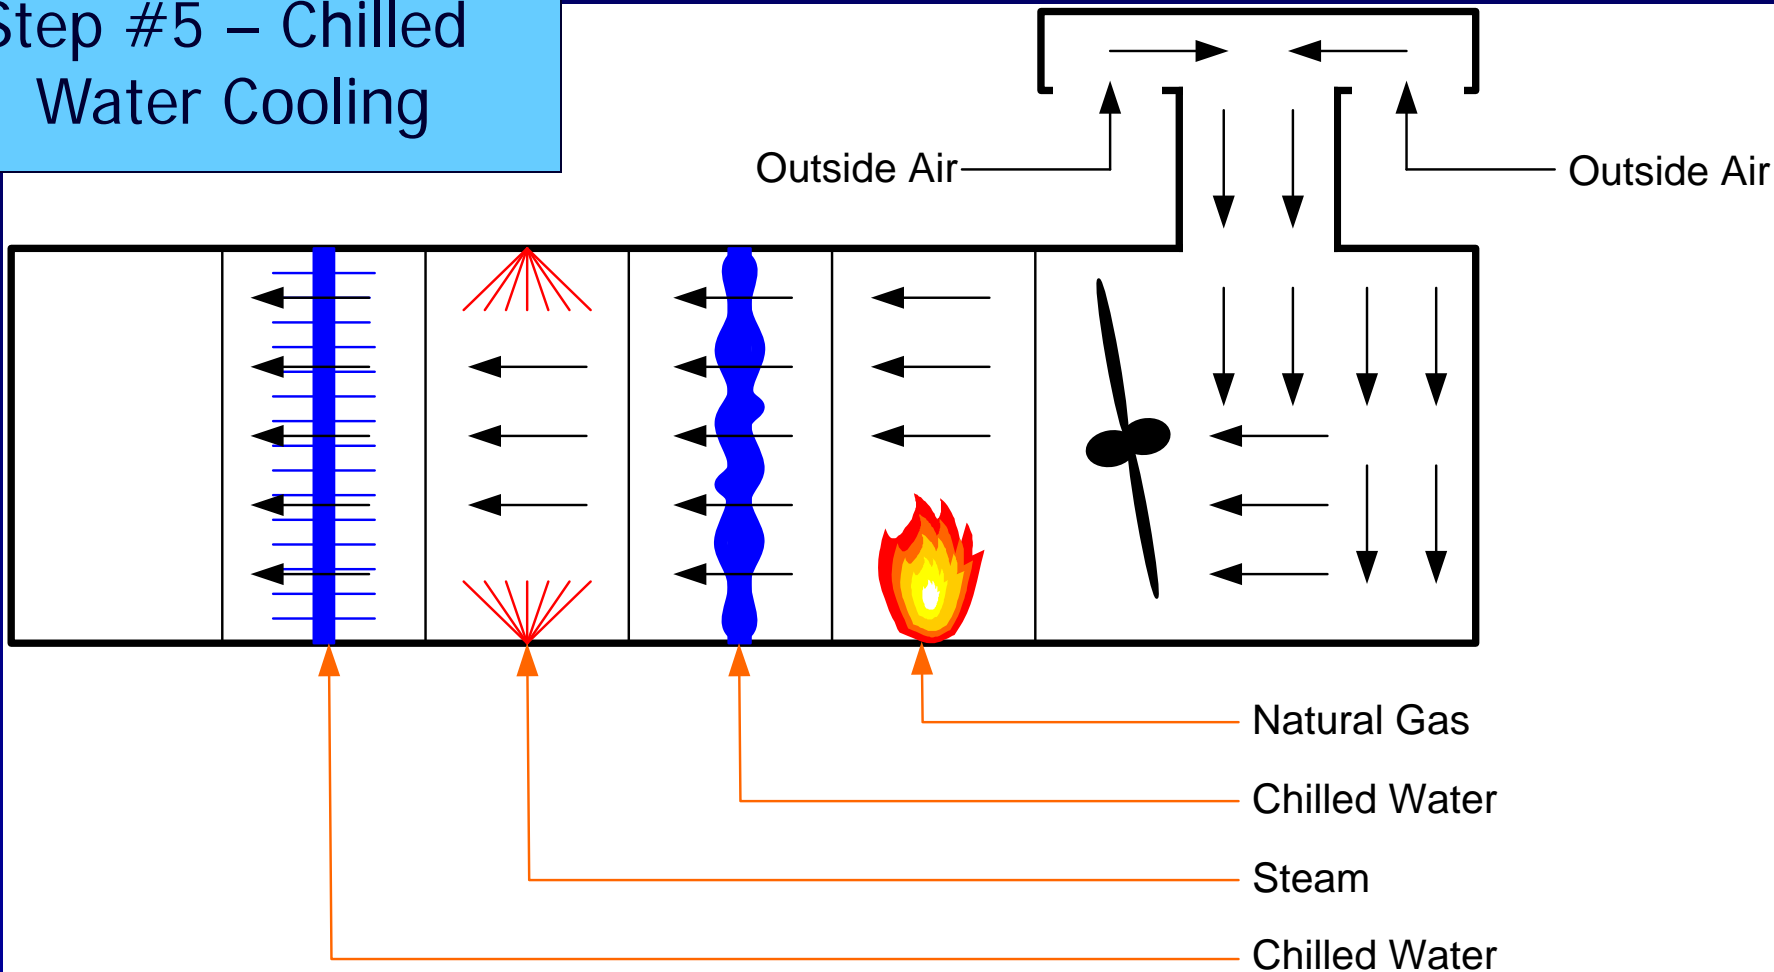 Step #5 – Chilled
Water Cooling
Outside Air
Outside Air
Natural Gas
Chilled Water
Steam
Chilled Water